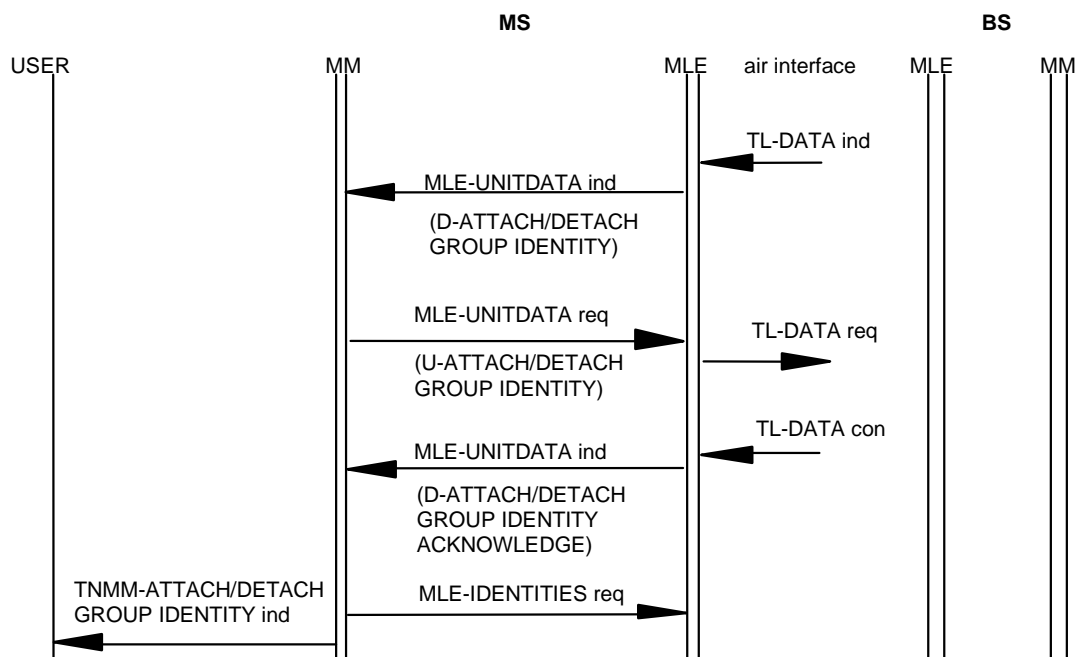 MS BS
USER MM MLE air interface MLE MM
TL-DATA ind
MLE-UNITDATA ind
(D-ATTACH/DETACH
GROUP IDENTITY)
MLE-UNITDATA req
TL-DATA req
(U-ATTACH/DETACH
GROUP IDENTITY)
TL-DATA con
MLE-UNITDATA ind
(D-ATTACH/DETACH
GROUP IDENTITY
ACKNOWLEDGE)
TNMM-ATTACH/DETACH
GROUP IDENTITY ind
MLE-IDENTITIES req